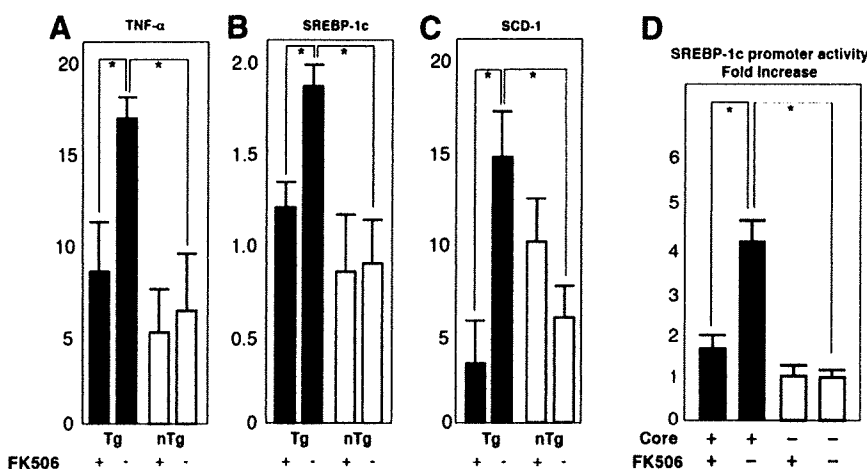 A TNF-α
20
15
10
5
0
Tg nTg
FK506 + - + -
B SREBP-1c
2.0
1.5
1.0
0.5
0
Tg nTg
+ - + -
C SCD-1
20
15
10
5
0
Tg nTg
+ - + -
D
SREBP-1c promoter activity
Fold Increase
6
5
4
3
2
1
0
Core + + − −
FK506 + − + −
* *
* *
* *
* *